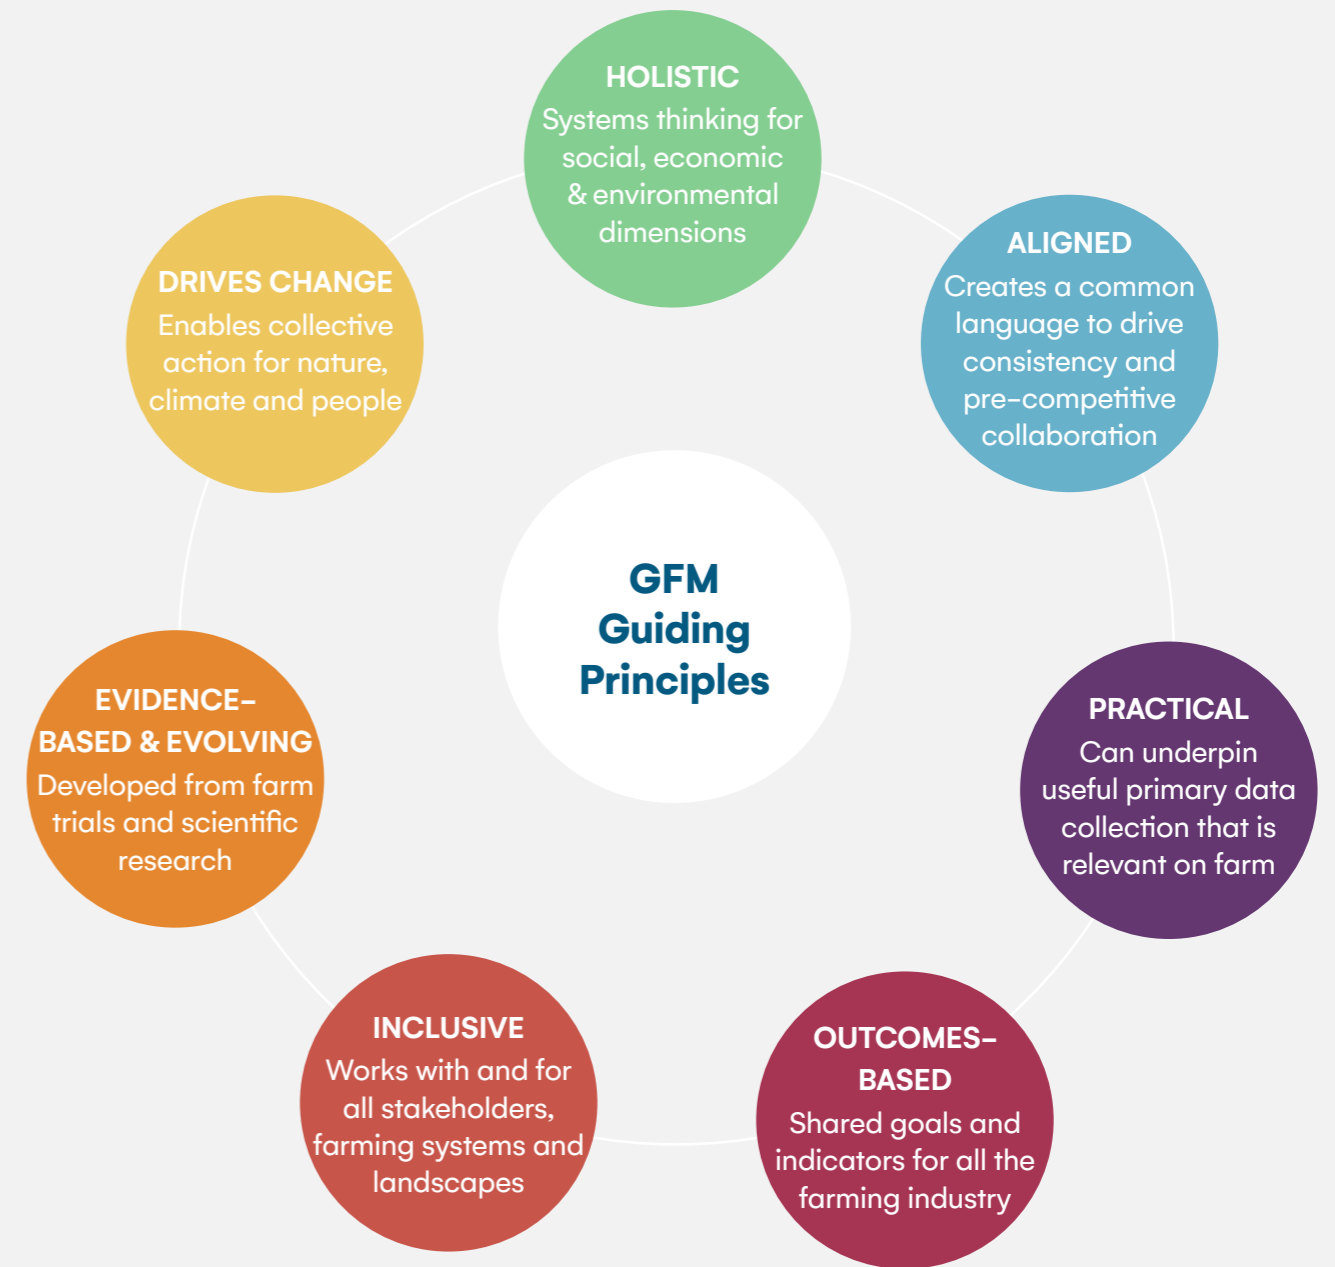 HOLISTIC
Systems thinking for
social, economic
& environmental
dimensions
ALIGNED
Creates a common
language to drive
consistency and
pre-competitive
collaboration
PRACTICAL
Can underpin
useful primary data
collection that is
relevant on farm
OUTCOMES-
BASED
Shared goals and
indicators for all the
farming industry
INCLUSIVE
Works with and for
all stakeholders,
farming systems and
landscapes
EVIDENCE-
BASED & EVOLVING
Developed from farm
trials and scientific
research
DRIVES CHANGE
Enables collective
action for nature,
climate and people
GFM
Guiding
Principles